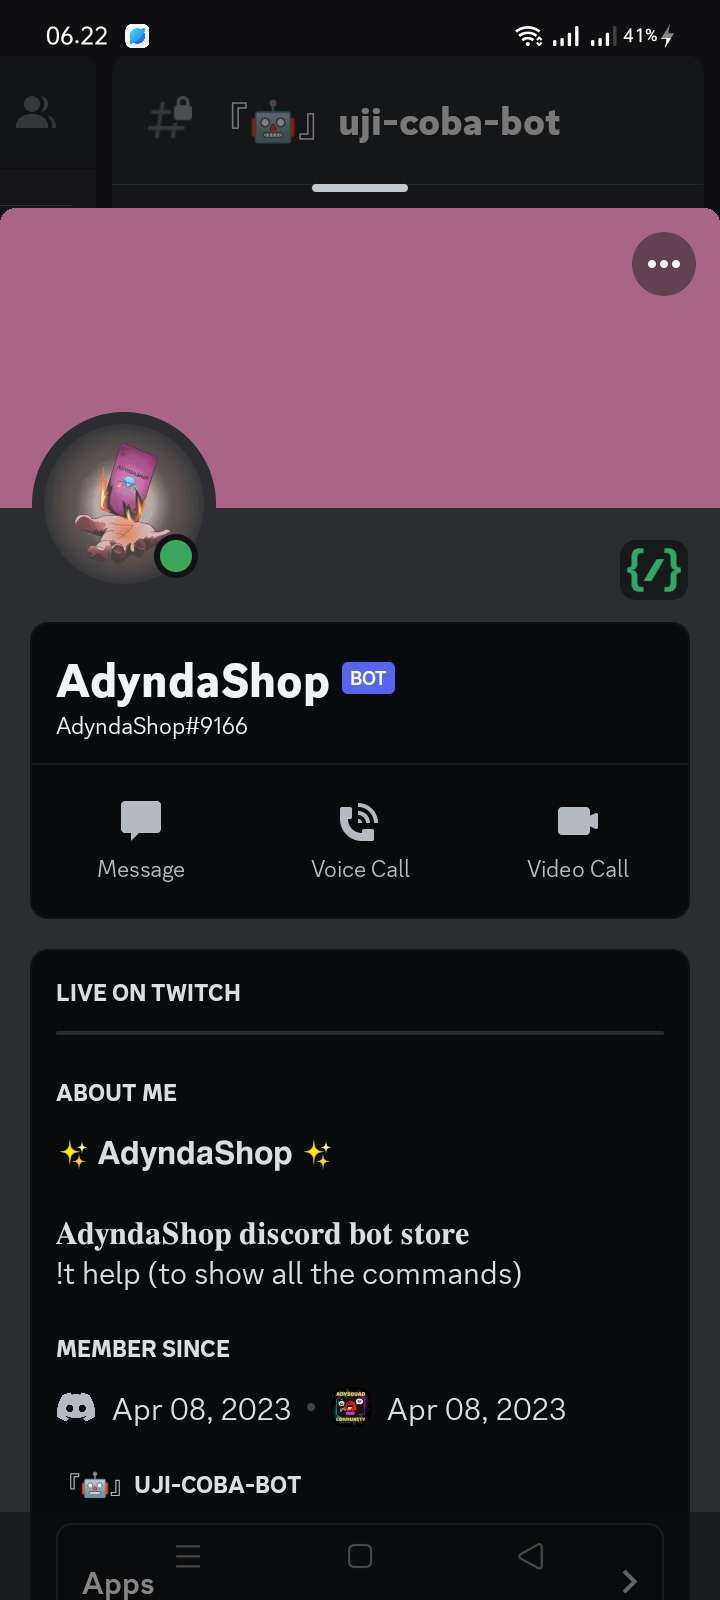 06.22
41%
『🤖』 uji-coba-bot
{/}
AdyndaShop BOT
AdyndaShop#9166
Message Voice Call Video Call
LIVE ON TWITCH
ABOUT ME
✨ AdyndaShop ✨
AdyndaShop discord bot store
!t help (to show all the commands)
MEMBER SINCE
Apr 08, 2023 • Apr 08, 2023
『🤖』 UJI-COBA-BOT
Apps